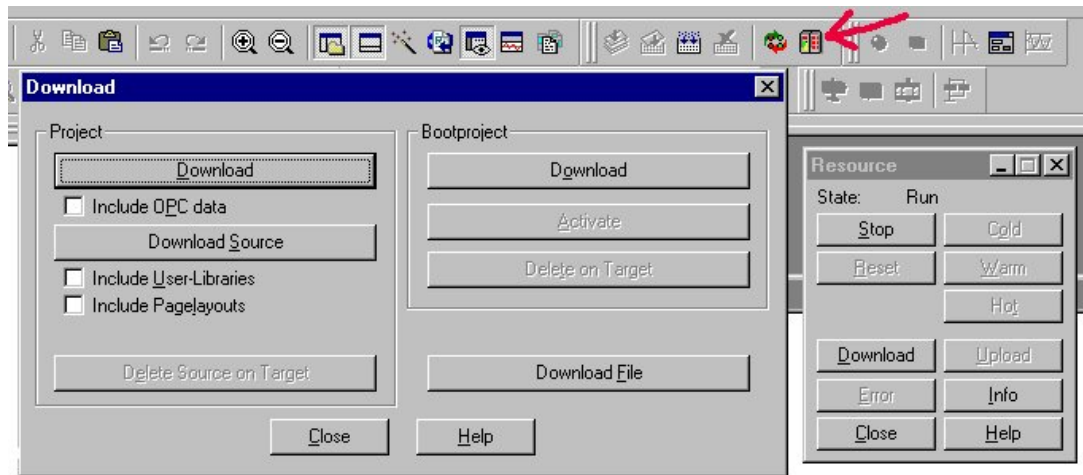 Download
Project
Download
Include OPC data
Download Source
Include User-Libraries
Include Pagelayouts
Delete Source on Target
Bootproject
Download
Activate
Delete on Target
Download File
Close
Help
Resource
State: Run
Stop
Cold
Reset
Warm
Hot
Download
Upload
Error
Info
Close
Help